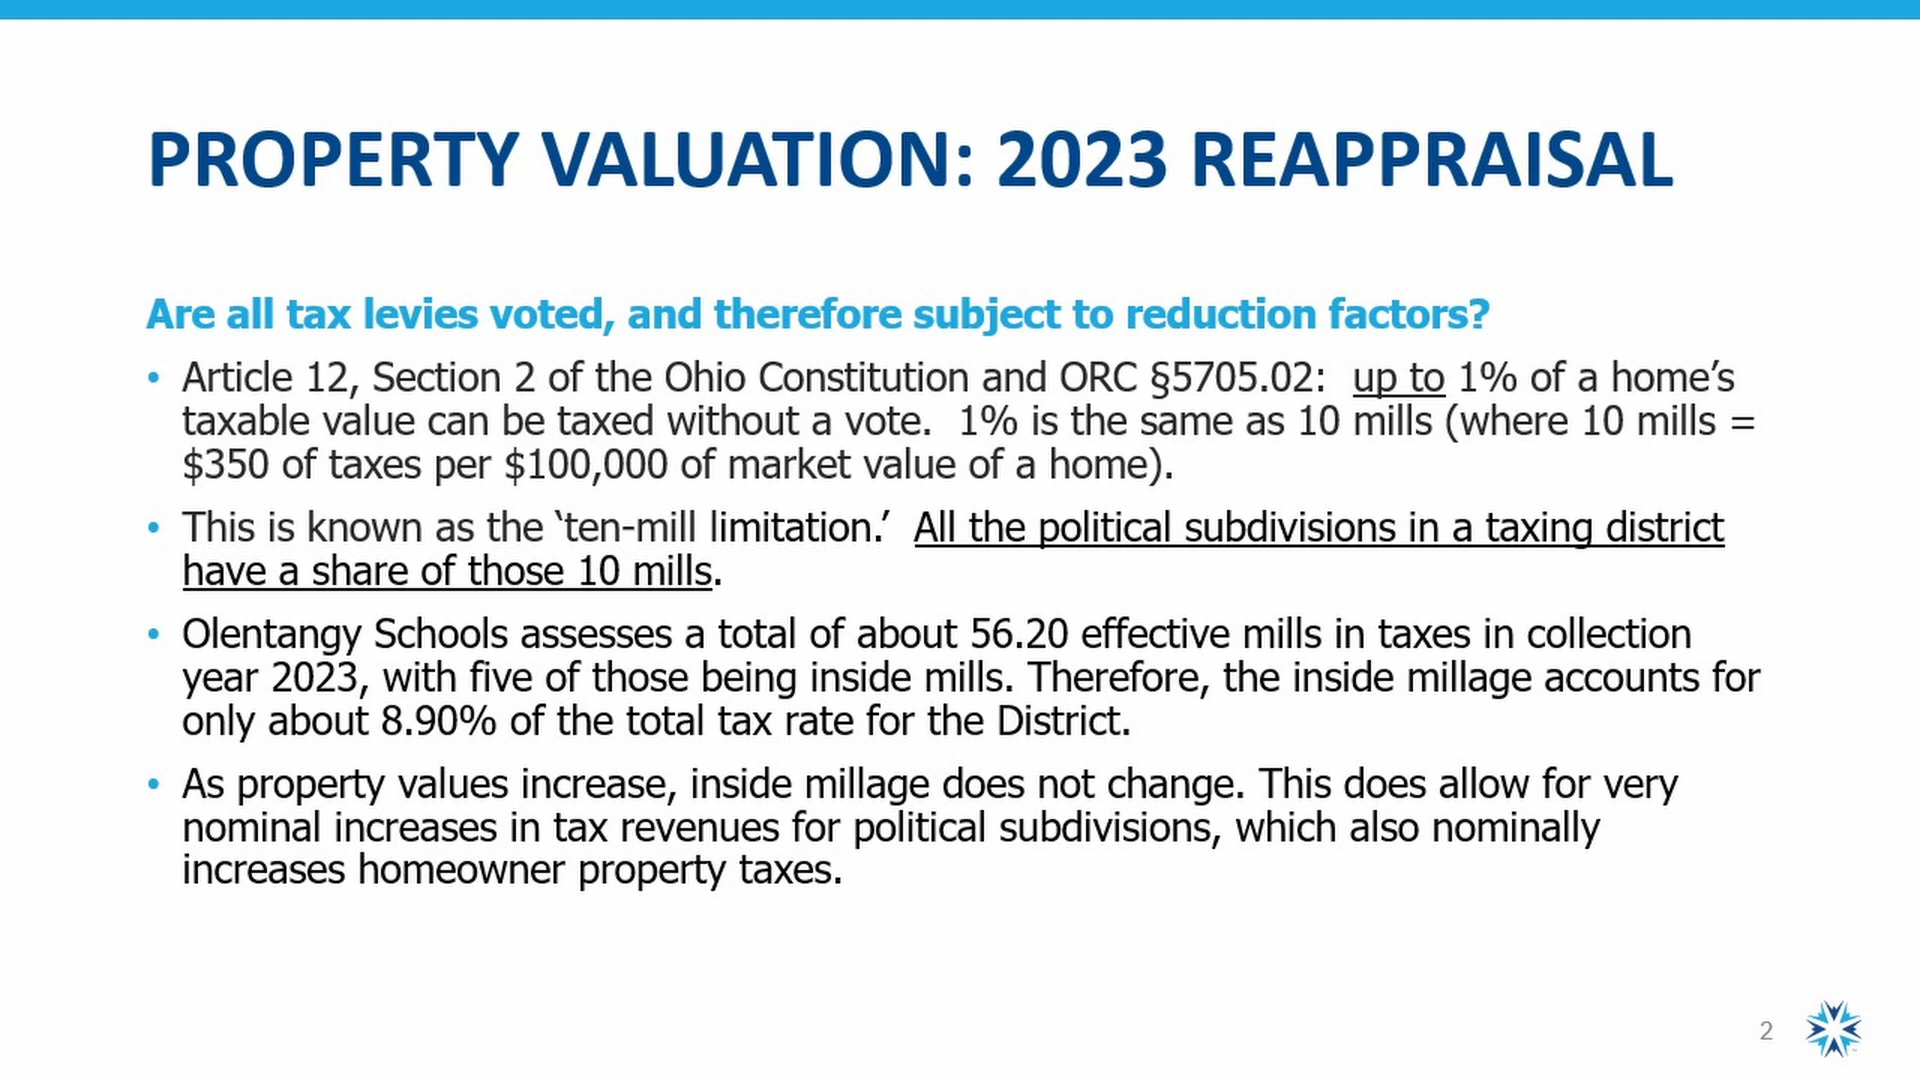 PROPERTY VALUATION: 2023 REAPPRAISAL
Are all tax levies voted, and therefore subject to reduction factors?
• Article 12, Section 2 of the Ohio Constitution and ORC §5705.02:  up to 1% of a home’s
taxable value can be taxed without a vote.  1% is the same as 10 mills (where 10 mills =
$350 of taxes per $100,000 of market value of a home).
• This is known as the ‘ten-mill limitation.’  All the political subdivisions in a taxing district
have a share of those 10 mills.
• Olentangy Schools assesses a total of about 56.20 effective mills in taxes in collection
year 2023, with five of those being inside mills. Therefore, the inside millage accounts for
only about 8.90% of the total tax rate for the District.
• As property values increase, inside millage does not change. This does allow for very
nominal increases in tax revenues for political subdivisions, which also nominally
increases homeowner property taxes.
2